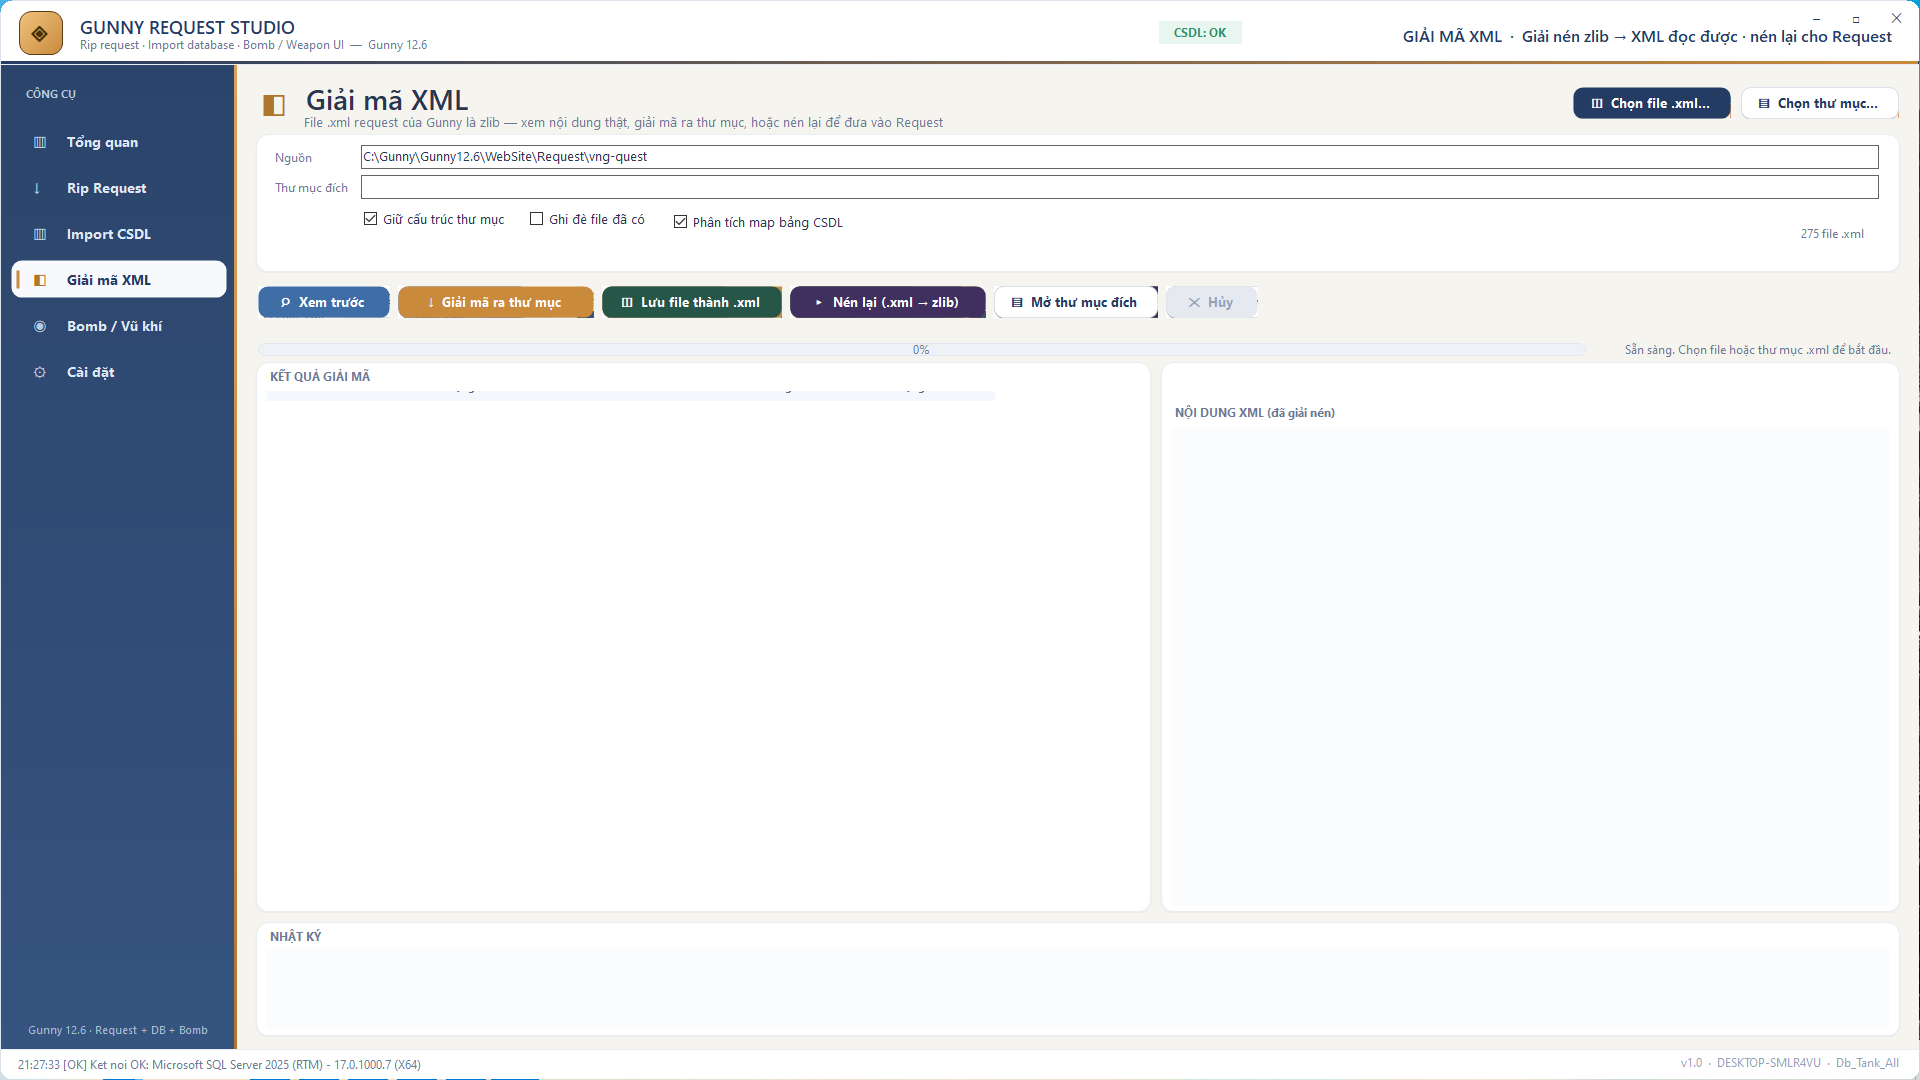 GUNNY REQUEST STUDIO
Rip request · Import database · Bomb / Weapon UI — Gunny 12.6
CSDL: OK
GIẢI MÃ XML · Giải nén zlib → XML đọc được · nén lại cho Request
CÔNG CỤ
Tổng quan
Rip Request
Import CSDL
Giải mã XML
Bomb / Vũ khí
Cài đặt
Gunny 12.6 · Request + DB + Bomb
Giải mã XML
File .xml request của Gunny là zlib — xem nội dung thật, giải mã ra thư mục, hoặc nén lại để đưa vào Request
Chọn file .xml...
Chọn thư mục...
Nguồn
C:\Gunny\Gunny12.6\WebSite\Request\vng-quest
Thư mục đích
Giữ cấu trúc thư mục
Ghi đè file đã có
Phân tích map bảng CSDL
275 file .xml
Xem trước
Giải mã ra thư mục
Lưu file thành .xml
Nén lại (.xml → zlib)
Mở thư mục đích
Hủy
0%
Sẵn sàng. Chọn file hoặc thư mục .xml để bắt đầu.
KẾT QUẢ GIẢI MÃ
NỘI DUNG XML (đã giải nén)
NHẬT KÝ
21:27:33 [OK] Ket noi OK: Microsoft SQL Server 2025 (RTM) - 17.0.1000.7 (X64)
v1.0 · DESKTOP-SMLR4VU · Db_Tank_All